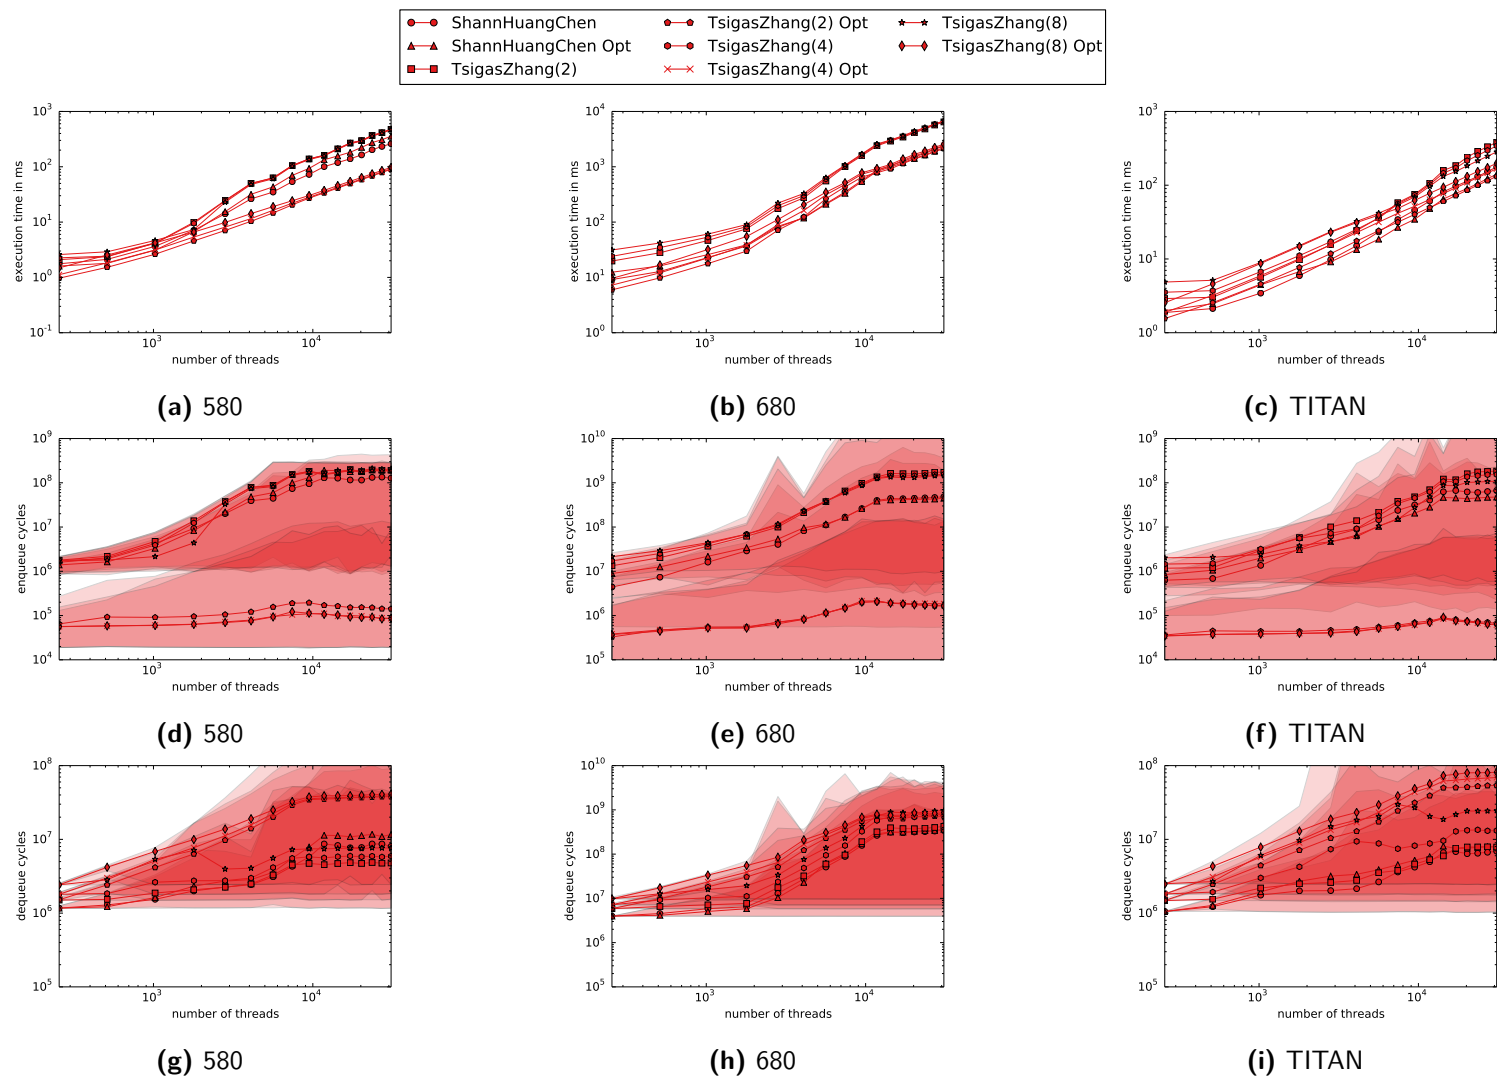 ShannHuangChen
ShannHuangChen Opt
TsigasZhang(2)
TsigasZhang(2) Opt
TsigasZhang(4)
TsigasZhang(4) Opt
TsigasZhang(8)
TsigasZhang(8) Opt
execution time in ms
10³
10²
10¹
10⁰
10⁻¹
10³ 10⁴
number of threads
(a) 580
execution time in ms
10⁴
10³
10²
10¹
10⁰
10³ 10⁴
number of threads
(b) 680
execution time in ms
10³
10²
10¹
10⁰
10³ 10⁴
number of threads
(c) TITAN
enqueue cycles
10⁹
10⁸
10⁷
10⁶
10⁵
10⁴
10³ 10⁴
number of threads
(d) 580
enqueue cycles
10¹⁰
10⁹
10⁸
10⁷
10⁶
10⁵
10³ 10⁴
number of threads
(e) 680
enqueue cycles
10⁹
10⁸
10⁷
10⁶
10⁵
10⁴
10³ 10⁴
number of threads
(f) TITAN
dequeue cycles
10⁸
10⁷
10⁶
10⁵
10³ 10⁴
number of threads
(g) 580
dequeue cycles
10¹⁰
10⁹
10⁸
10⁷
10⁶
10⁵
10³ 10⁴
number of threads
(h) 680
dequeue cycles
10⁸
10⁷
10⁶
10⁵
10³ 10⁴
number of threads
(i) TITAN